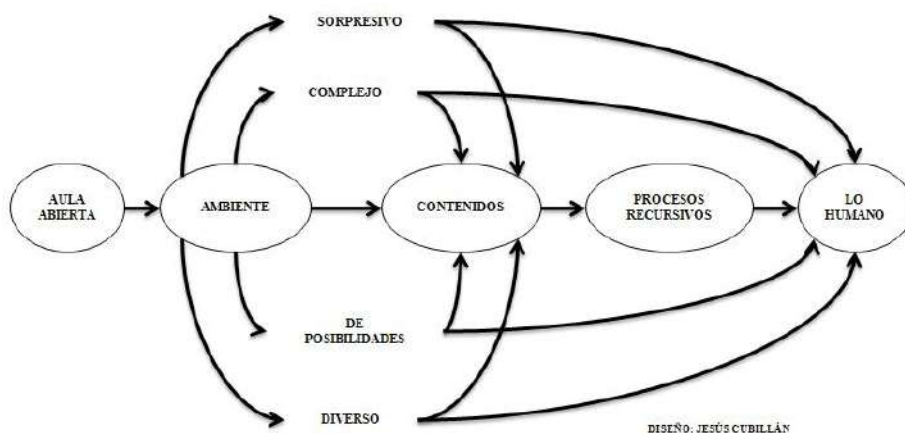 SORPRESIVO
COMPLEJO
AULA
ABIERTA
AMBIENTE
CONTENIDOS
PROCESOS
RECURSIVOS
LO
HUMANO
DE
POSIBILIDADES
DIVERSO
DISEÑO: JESÚS CUBILLÁN